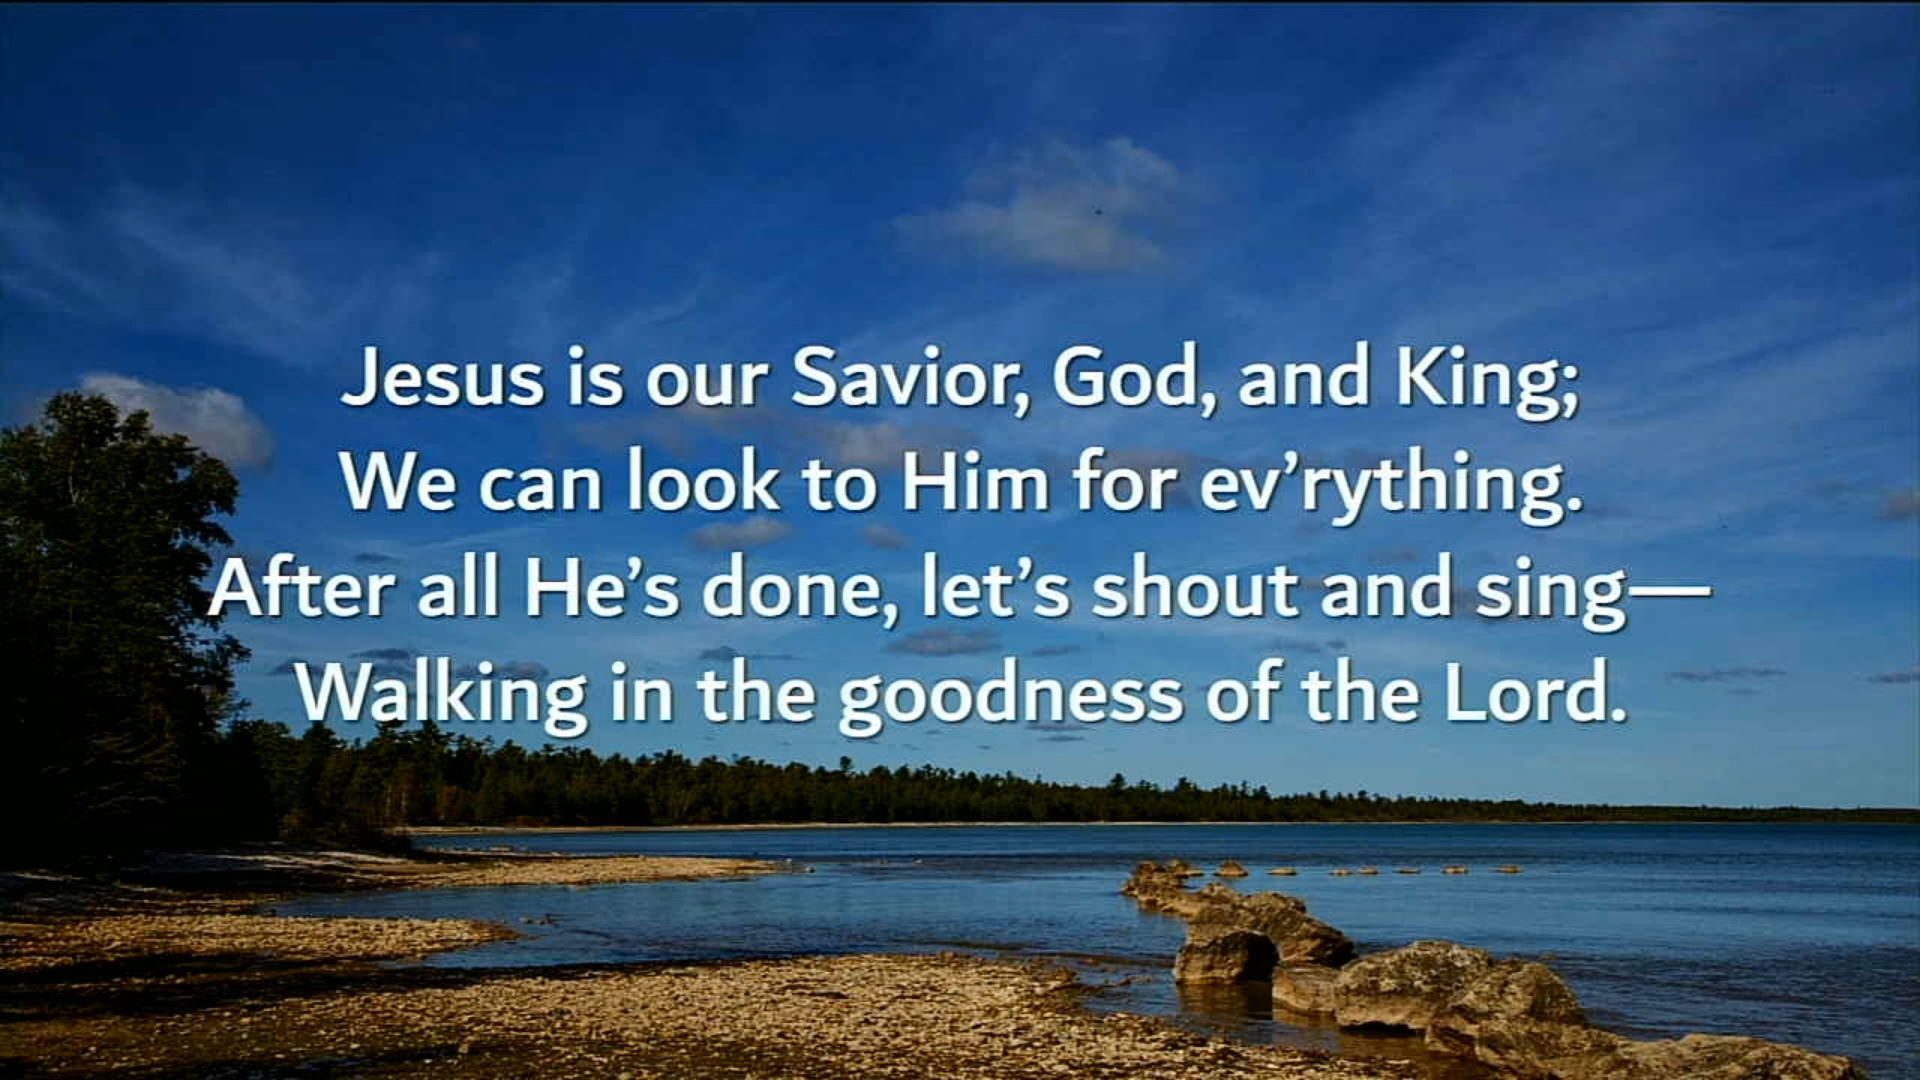 Jesus is our Savior, God, and King;
We can look to Him for ev’rything.
After all He’s done, let’s shout and sing—
Walking in the goodness of the Lord.